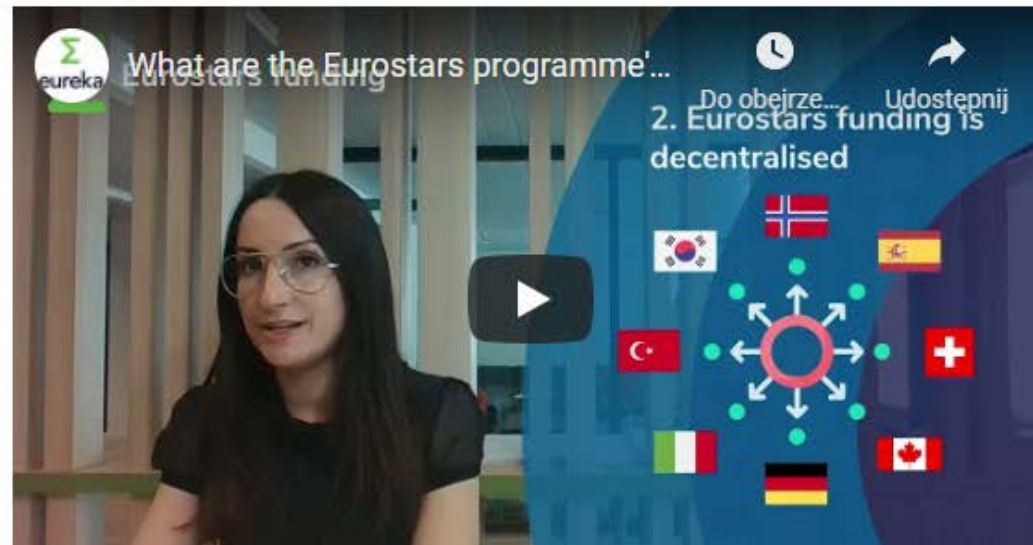 Σ
eureka
What are the Eurostars programme'...
Eurostars funding
Do obejrze...
Udostępnij
2. Eurostars funding is
decentralised